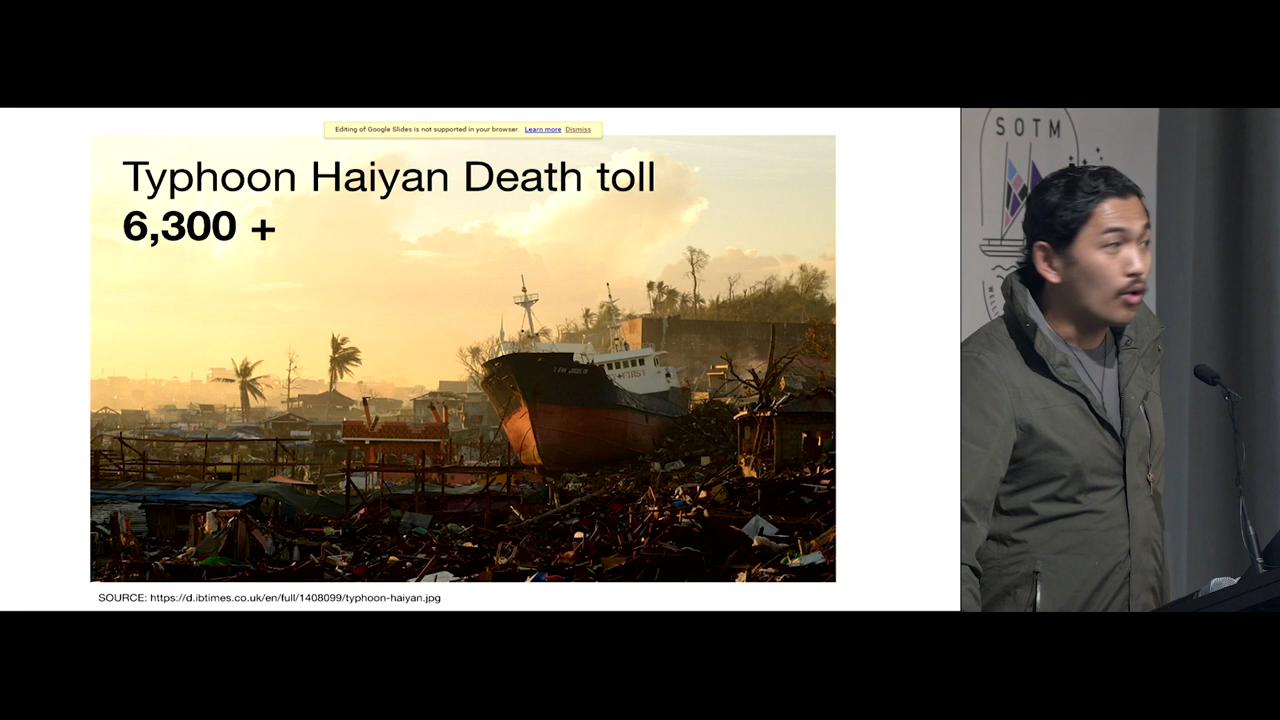 Editing of Google Slides is not supported in your browser. Learn more Dismiss
Typhoon Haiyan Death toll
6,300 +
SOURCE: https://d.ibtimes.co.uk/en/full/1408099/typhoon-haiyan.jpg
SOTM